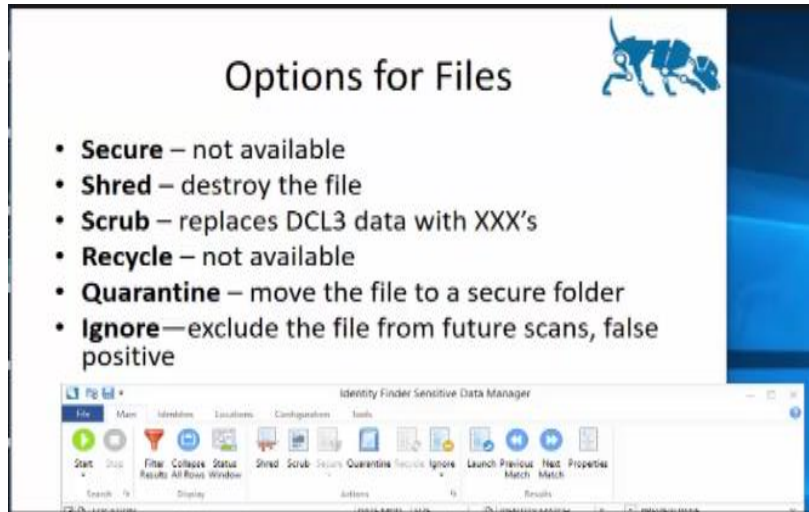 Options for Files
• Secure – not available
• Shred – destroy the file
• Scrub – replaces DCL3 data with XXX's
• Recycle – not available
• Quarantine – move the file to a secure folder
• Ignore—exclude the file from future scans, false
positive
Identity Finder Sensitive Data Manager
File Main Identities Locations Configuration Tools
Start Stop Filter Collapse Status Shred Scrub Secure Quarantine Recycle Ignore Launch Previous Next Properties
Results All Rows Window Match Match
Search Display Actions Results